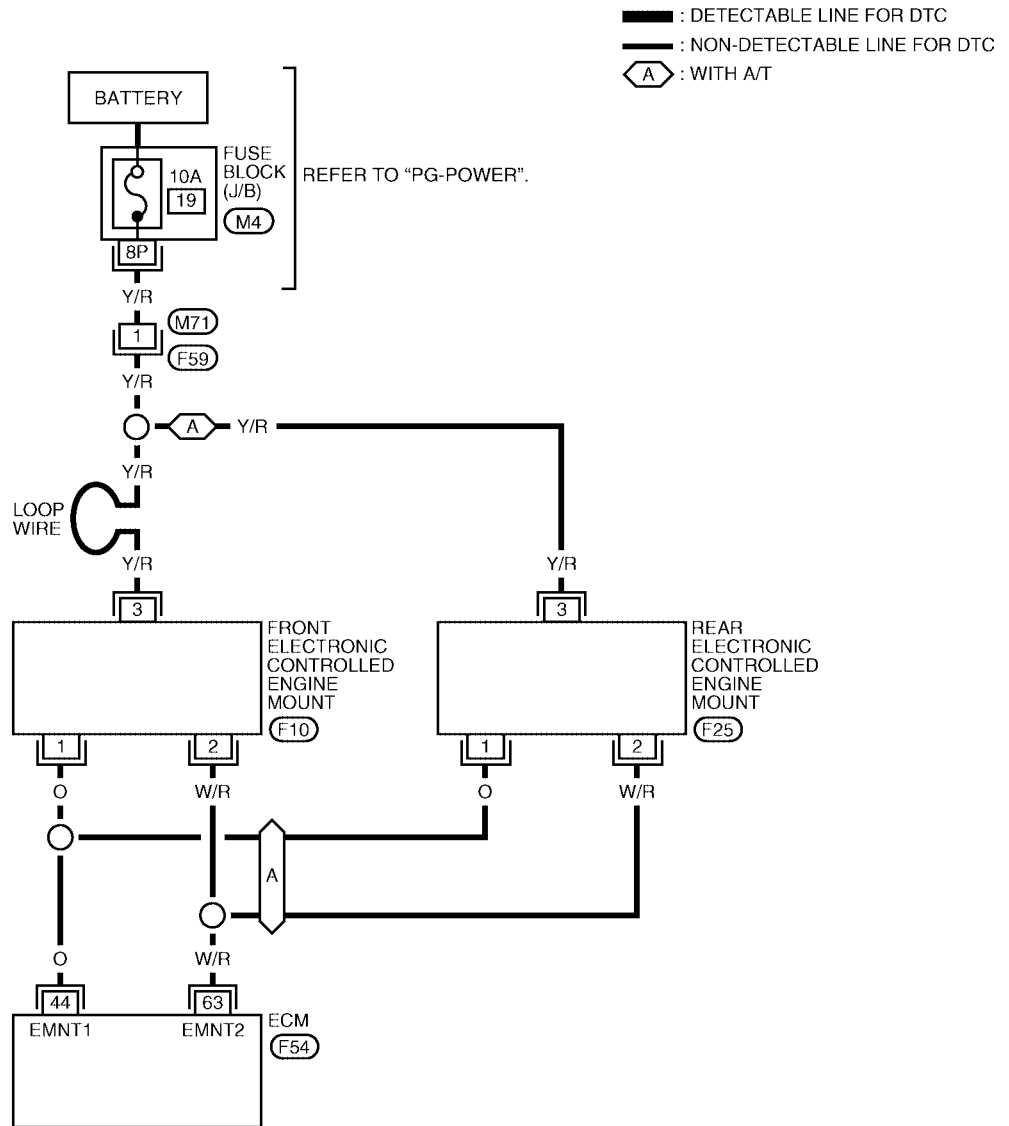 : DETECTABLE LINE FOR DTC
: NON-DETECTABLE LINE FOR DTC
A : WITH A/T
BATTERY
10A
19
FUSE
BLOCK
(J/B)
M4
REFER TO “PG-POWER”.
8P
Y/R
1
M71
F59
Y/R
A
Y/R
Y/R
LOOP
WIRE
Y/R
Y/R
3
3
FRONT
ELECTRONIC
CONTROLLED
ENGINE
MOUNT
F10
REAR
ELECTRONIC
CONTROLLED
ENGINE
MOUNT
F25
1
2
1
2
O
W/R
O
W/R
A
O
W/R
44
63
EMNT1
EMNT2
ECM
F54